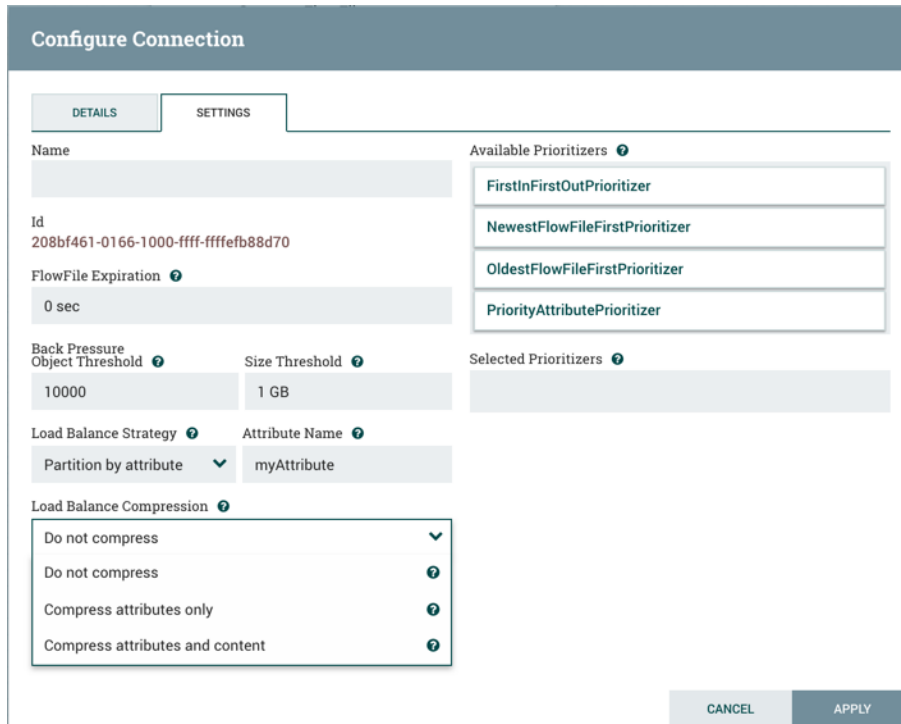 Configure Connection
DETAILS
SETTINGS
Name
Id
208bf461-0166-1000-ffff-ffffefb88d70
FlowFile Expiration
0 sec
Back Pressure
Object Threshold
Size Threshold
10000
1 GB
Load Balance Strategy
Attribute Name
Partition by attribute
myAttribute
Load Balance Compression
Do not compress
Do not compress
Compress attributes only
Compress attributes and content
Available Prioritizers
FirstInFirstOutPrioritizer
NewestFlowFileFirstPrioritizer
OldestFlowFileFirstPrioritizer
PriorityAttributePrioritizer
Selected Prioritizers
CANCEL
APPLY